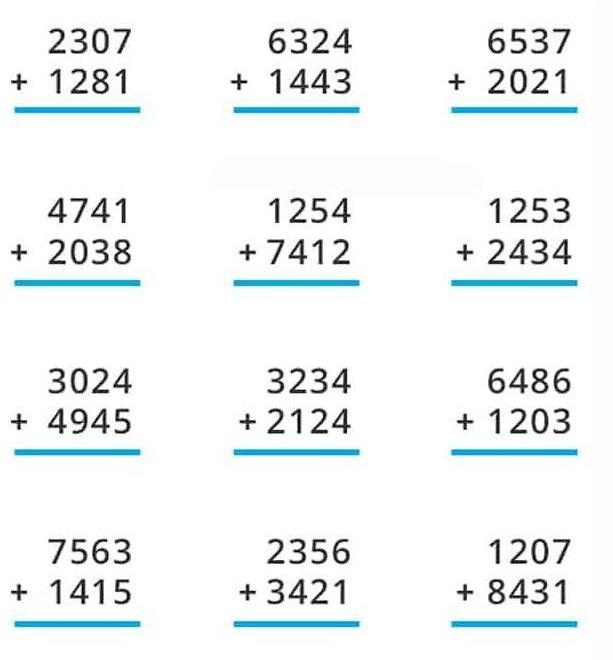 2307 6324 6537
+ 1281 + 1443 + 2021
4741 1254 1253
+ 2038 + 7412 + 2434
3024 3234 6486
+ 4945 + 2124 + 1203
7563 2356 1207
+ 1415 + 3421 + 8431